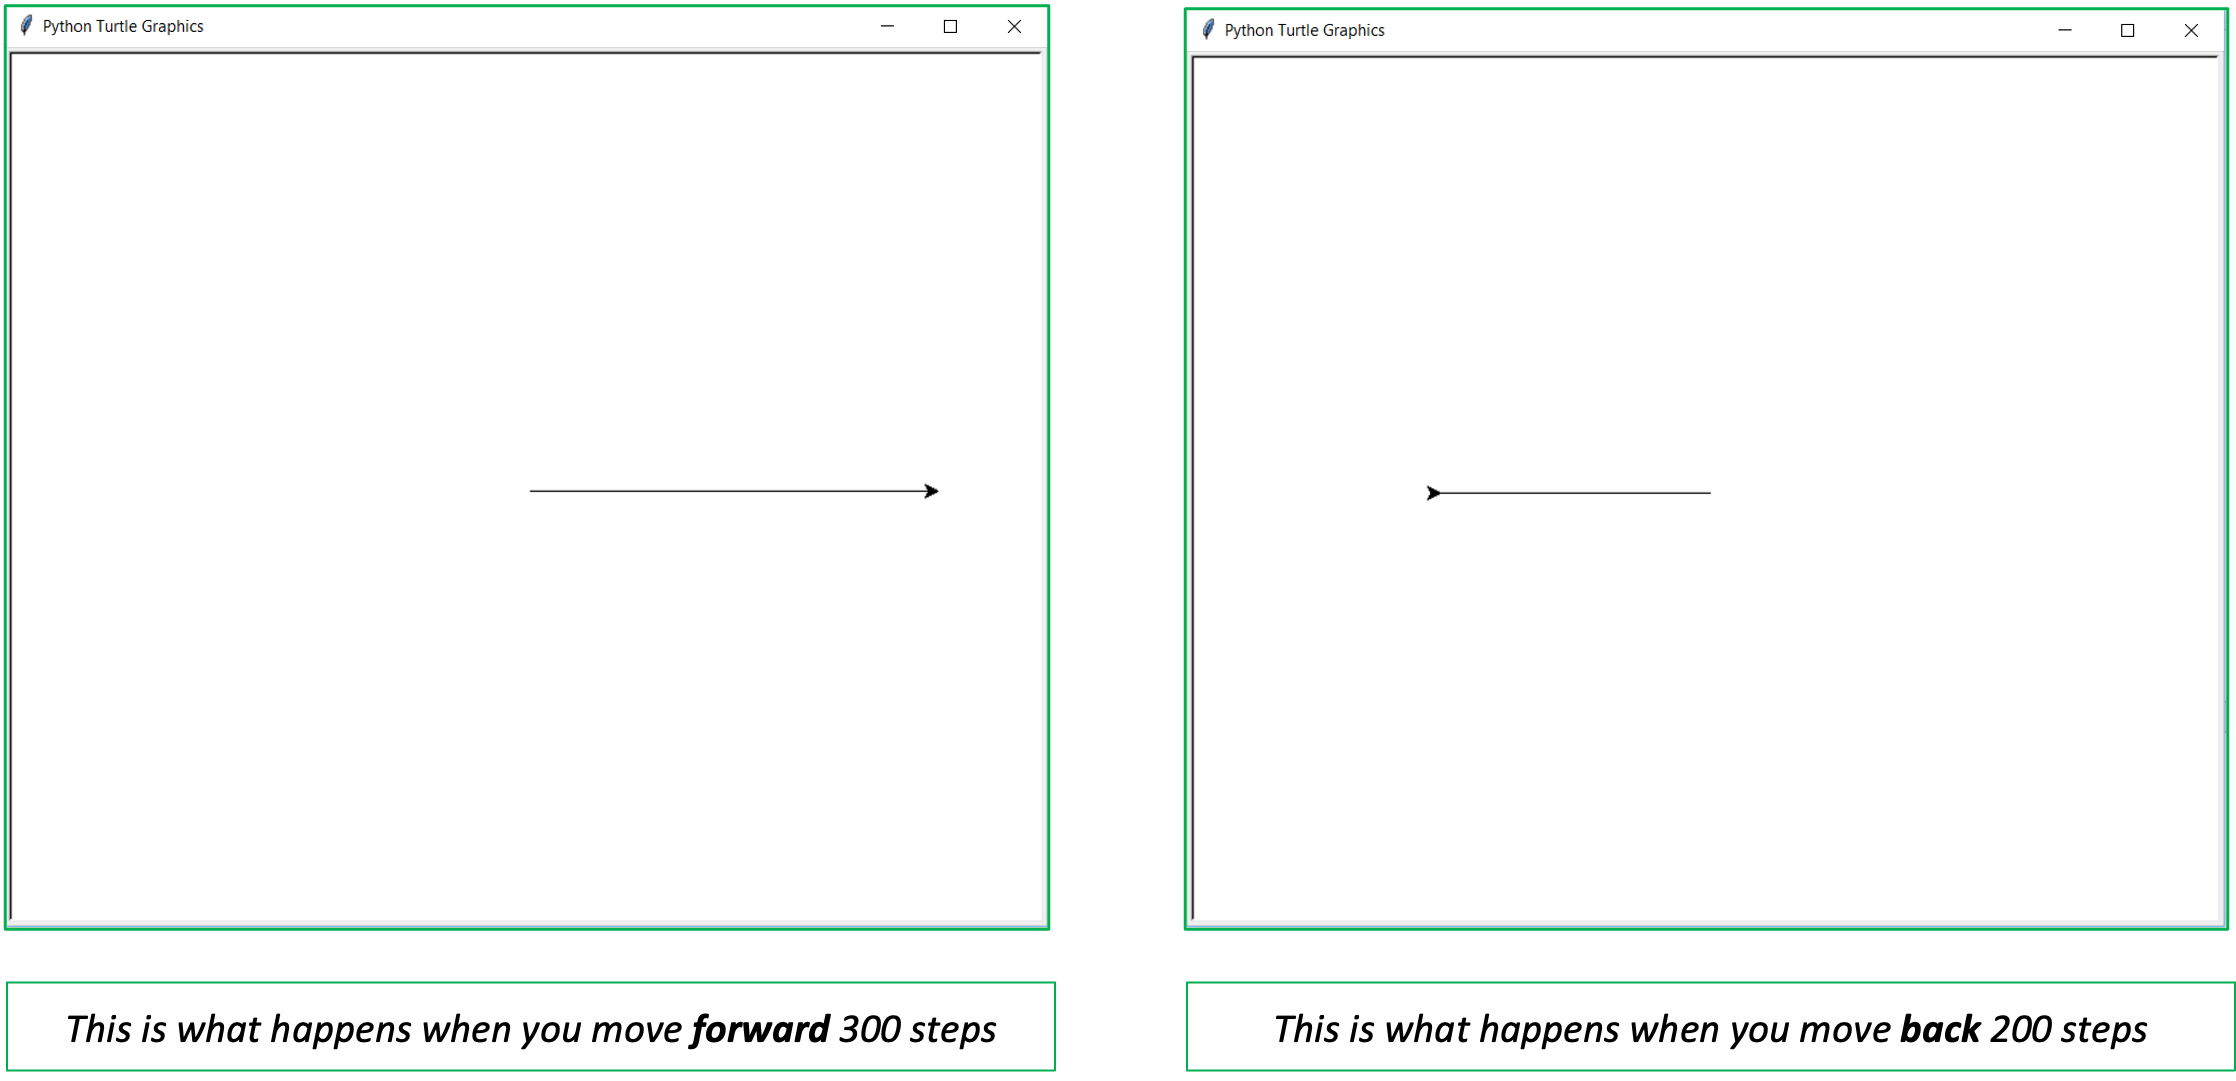 Python Turtle Graphics
Python Turtle Graphics
This is what happens when you move forward 300 steps
This is what happens when you move back 200 steps